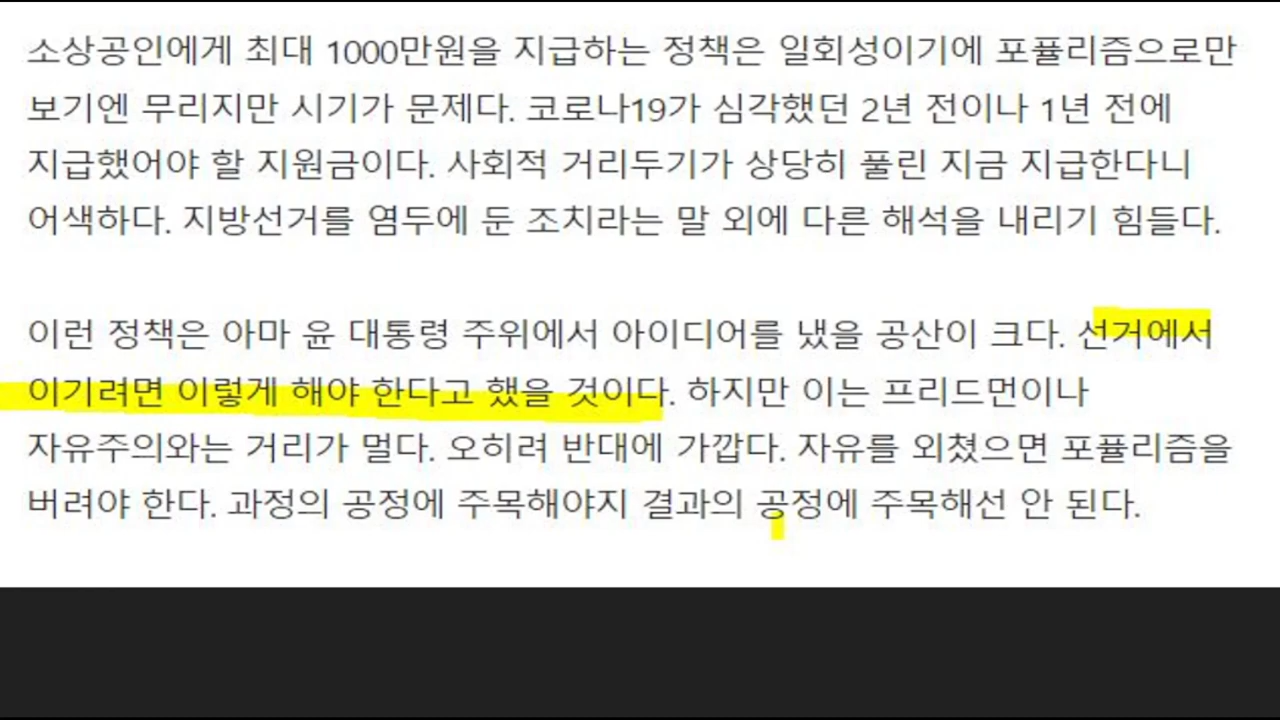 소상공인에게 최대 1000만원을 지급하는 정책은 일회성이기에 포퓰리즘으로만
보기엔 무리지만 시기가 문제다. 코로나19가 심각했던 2년 전이나 1년 전에
지급했어야 할 지원금이다. 사회적 거리두기가 상당히 풀린 지금 지급한다니
어색하다. 지방선거를 염두에 둔 조치라는 말 외에 다른 해석을 내리기 힘들다.
이런 정책은 아마 윤 대통령 주위에서 아이디어를 냈을 공산이 크다. 선거에서
이기려면 이렇게 해야 한다고 했을 것이다. 하지만 이는 프리드먼이나
자유주의와는 거리가 멀다. 오히려 반대에 가깝다. 자유를 외쳤으면 포퓰리즘을
버려야 한다. 과정의 공정에 주목해야지 결과의 공정에 주목해선 안 된다.